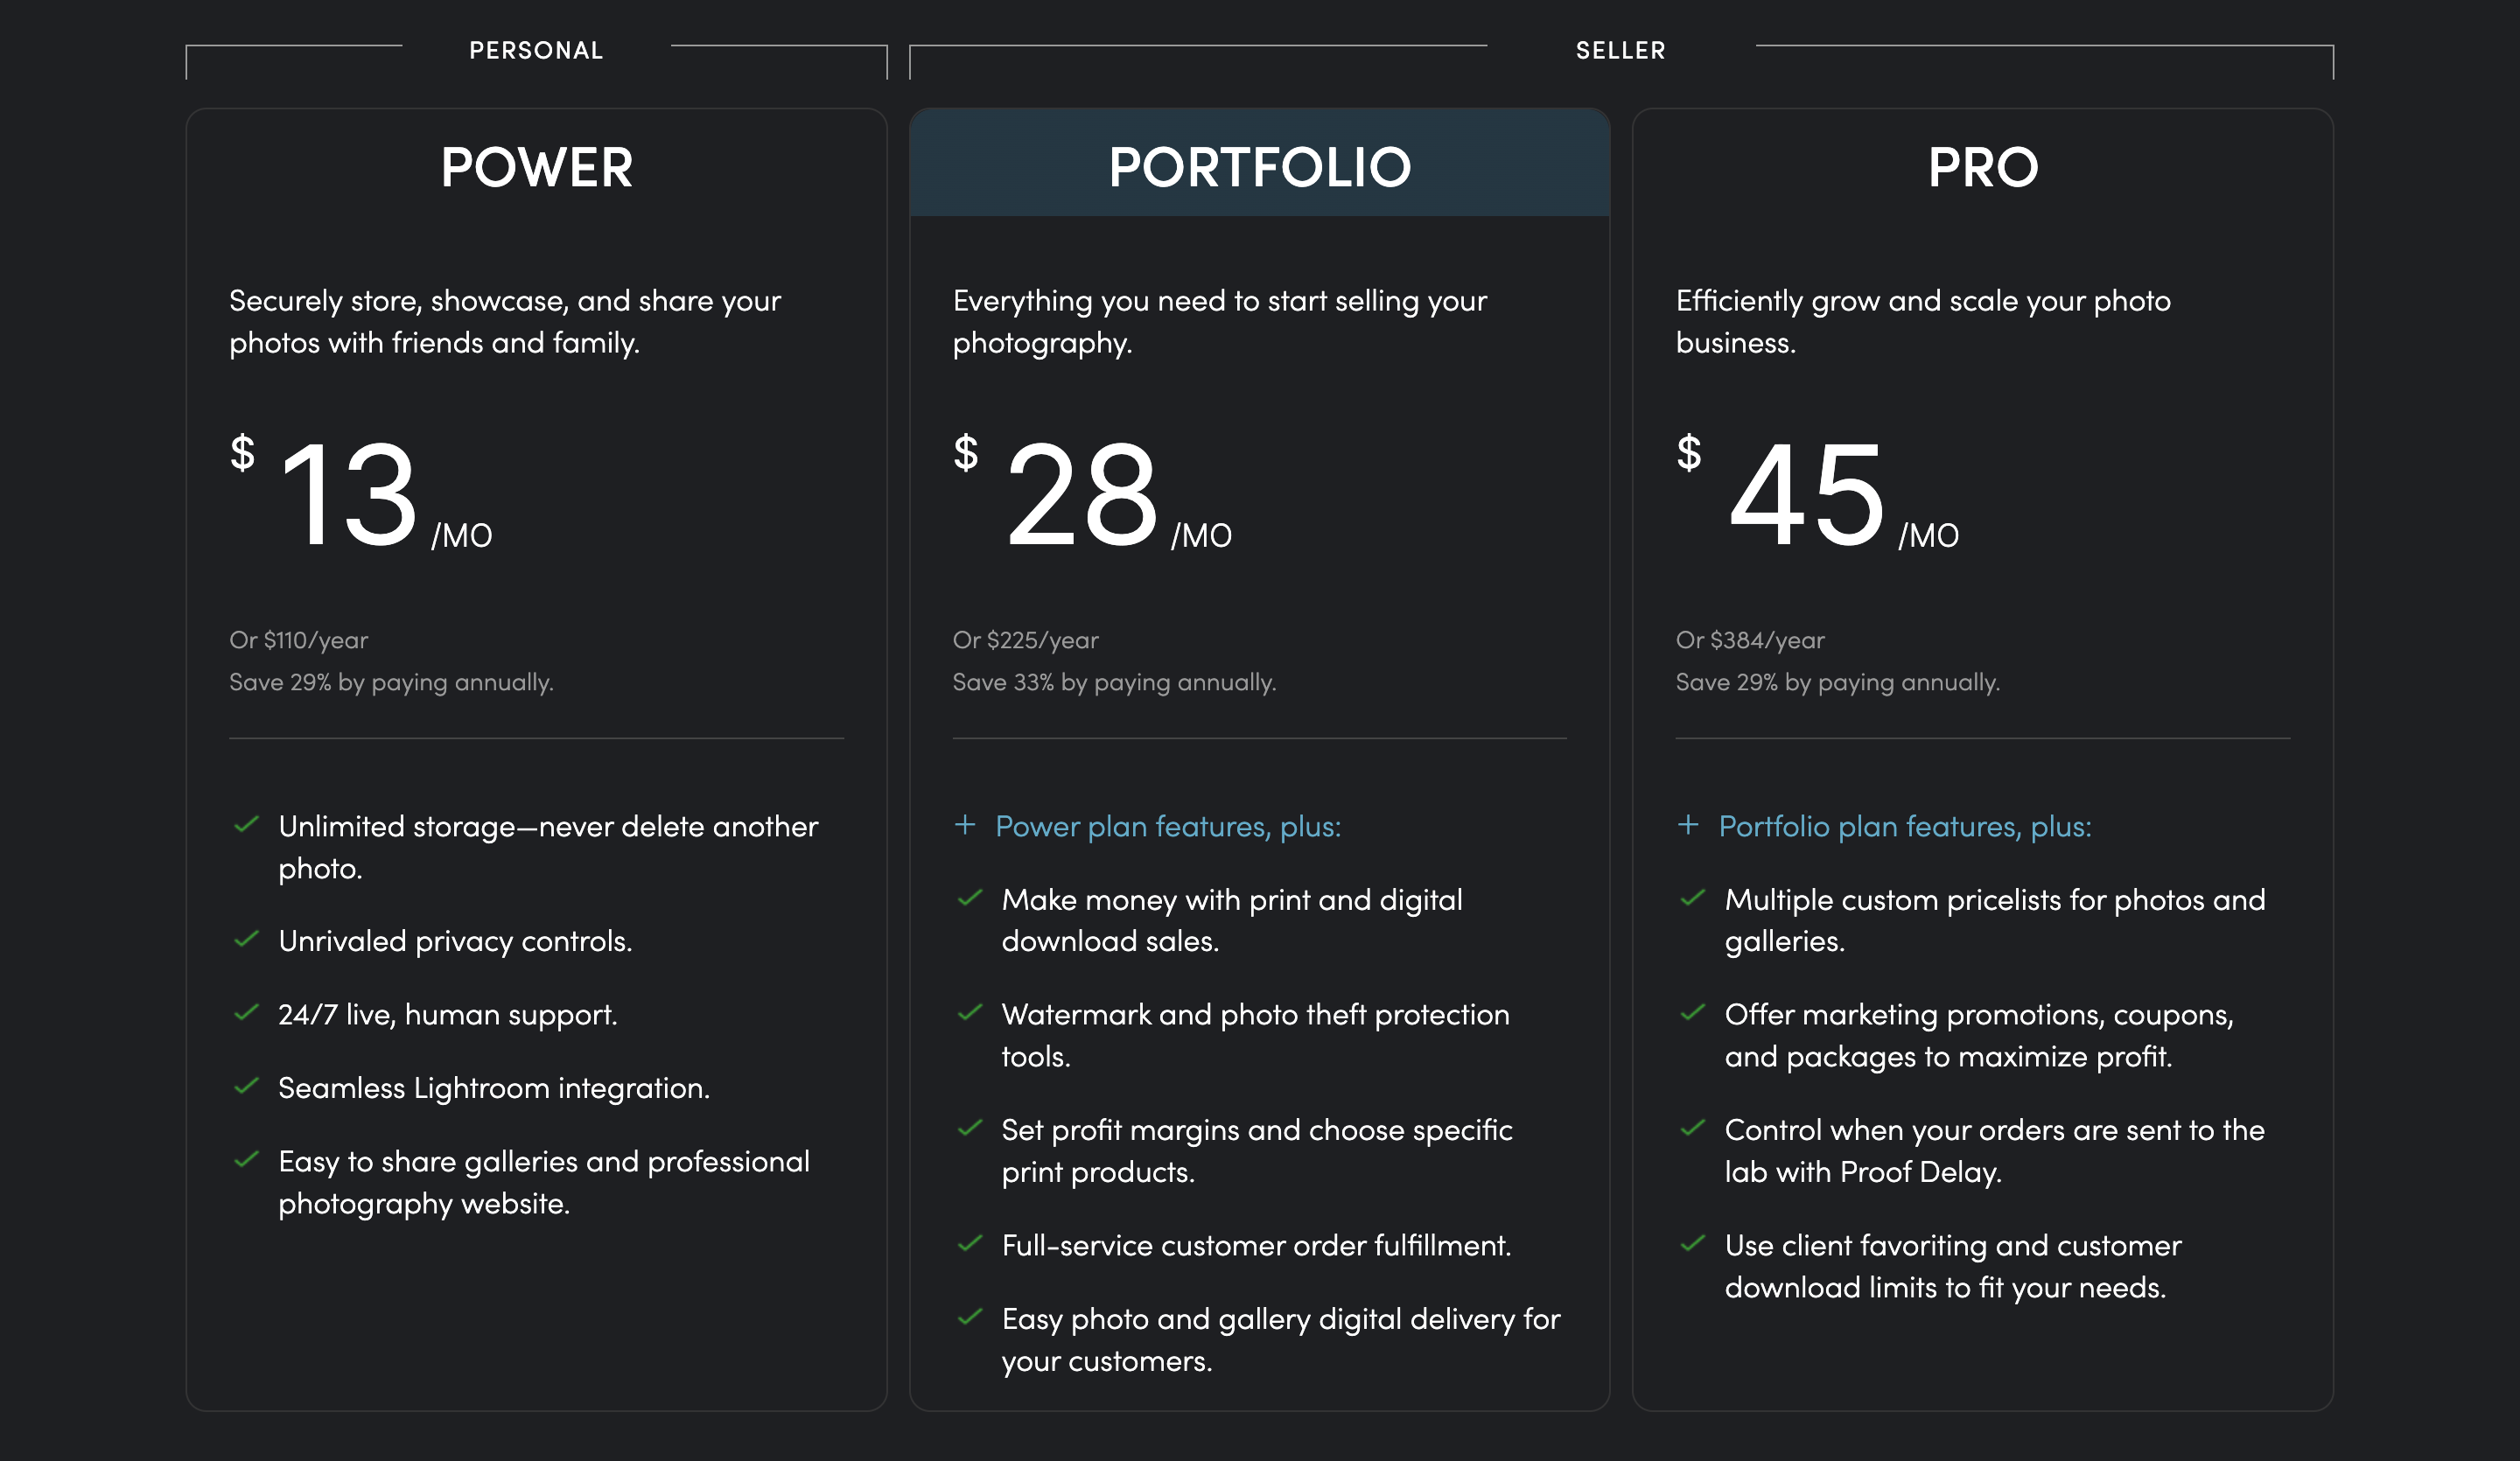 PERSONAL
SELLER
POWER
Securely store, showcase, and share your
photos with friends and family.
$ 13 /MO
Or $110/year
Save 29% by paying annually.
Unlimited storage—never delete another
photo.
Unrivaled privacy controls.
24/7 live, human support.
Seamless Lightroom integration.
Easy to share galleries and professional
photography website.
PORTFOLIO
Everything you need to start selling your
photography.
$ 28 /MO
Or $225/year
Save 33% by paying annually.
+ Power plan features, plus:
Make money with print and digital
download sales.
Watermark and photo theft protection
tools.
Set profit margins and choose specific
print products.
Full-service customer order fulfillment.
Easy photo and gallery digital delivery for
your customers.
PRO
Efficiently grow and scale your photo
business.
$ 45 /MO
Or $384/year
Save 29% by paying annually.
+ Portfolio plan features, plus:
Multiple custom pricelists for photos and
galleries.
Offer marketing promotions, coupons,
and packages to maximize profit.
Control when your orders are sent to the
lab with Proof Delay.
Use client favoriting and customer
download limits to fit your needs.